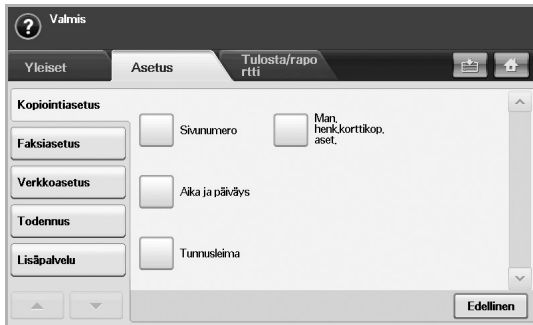 ?
Valmis
Yleiset
Asetus
Tulosta/rapo
rtti
Kopiointiasetus
Faksiasetus
Verkkoasetus
Todennus
Lisäpalvelu
Sivunumero
Man.
henk.korttikop.
aset.
Aika ja päiväys
Tunnusleima
Edellinen